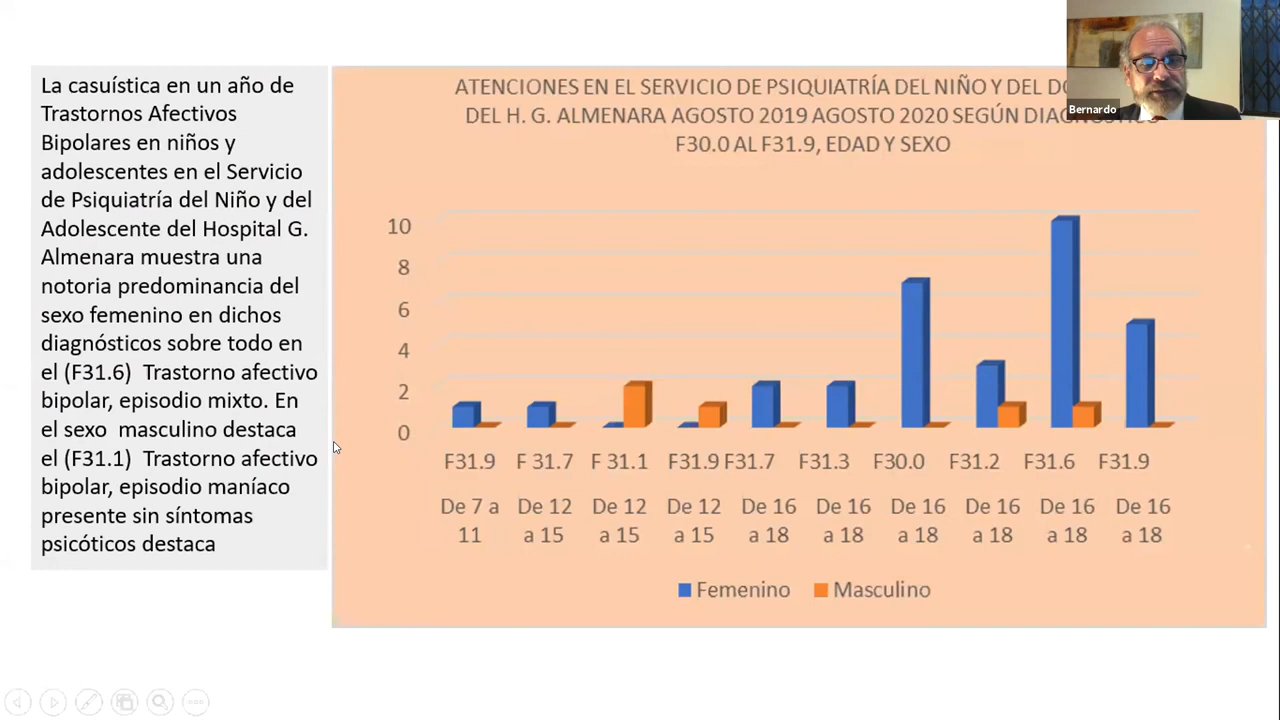 La casuística en un año de
Trastornos Afectivos
Bipolares en niños y
adolescentes en el Servicio
de Psiquiatría del Niño y del
Adolescente del Hospital G.
Almenara muestra una
notoria predominancia del
sexo femenino en dichos
diagnósticos sobre todo en
el (F31.6) Trastorno afectivo
bipolar, episodio mixto. En
el sexo masculino destaca
el (F31.1) Trastorno afectivo
bipolar, episodio maníaco
presente sin síntomas
psicóticos destaca
ATENCIONES EN EL SERVICIO DE PSIQUIATRÍA DEL NIÑO Y DEL
DEL H. G. ALMENARA AGOSTO 2019 AGOSTO 2020 SEGÚN
F30.0 AL F31.9, EDAD Y SEXO
Bernardo
10
8
6
4
2
0
F31.9 F 31.7 F 31.1 F31.9 F31.7 F31.3 F30.0 F31.2 F31.6 F31.9
De 7 a De 12 De 12 De 12 De 16 De 16 De 16 De 16 De 16 De 16
11 a 15 a 15 a 15 a 18 a 18 a 18 a 18 a 18 a 18
Femenino Masculino